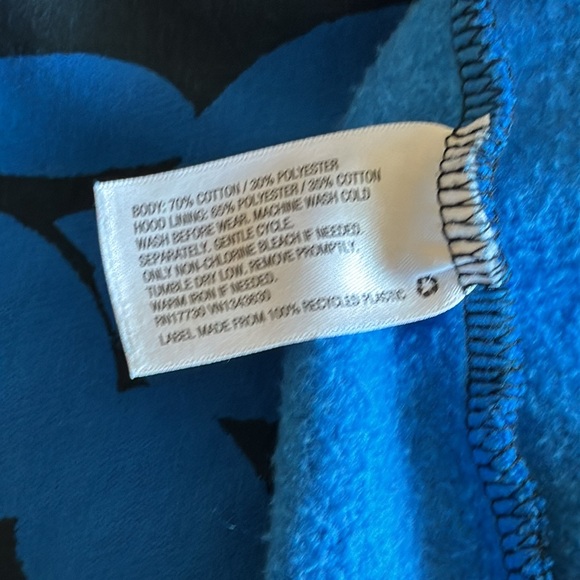 BODY: 70% COTTON / 30% POLYESTER
HOOD LINING: 65% POLYESTER / 35% COTTON
WASH BEFORE WEAR. MACHINE WASH COLD
SEPARATELY. GENTLE CYCLE.
ONLY NON-CHLORINE BLEACH IF NEEDED.
TUMBLE DRY LOW. REMOVE PROMPTLY.
WARM IRON IF NEEDED.
RN17730 VN1343630
LABEL MADE FROM 100% RECYCLED PLASTIC